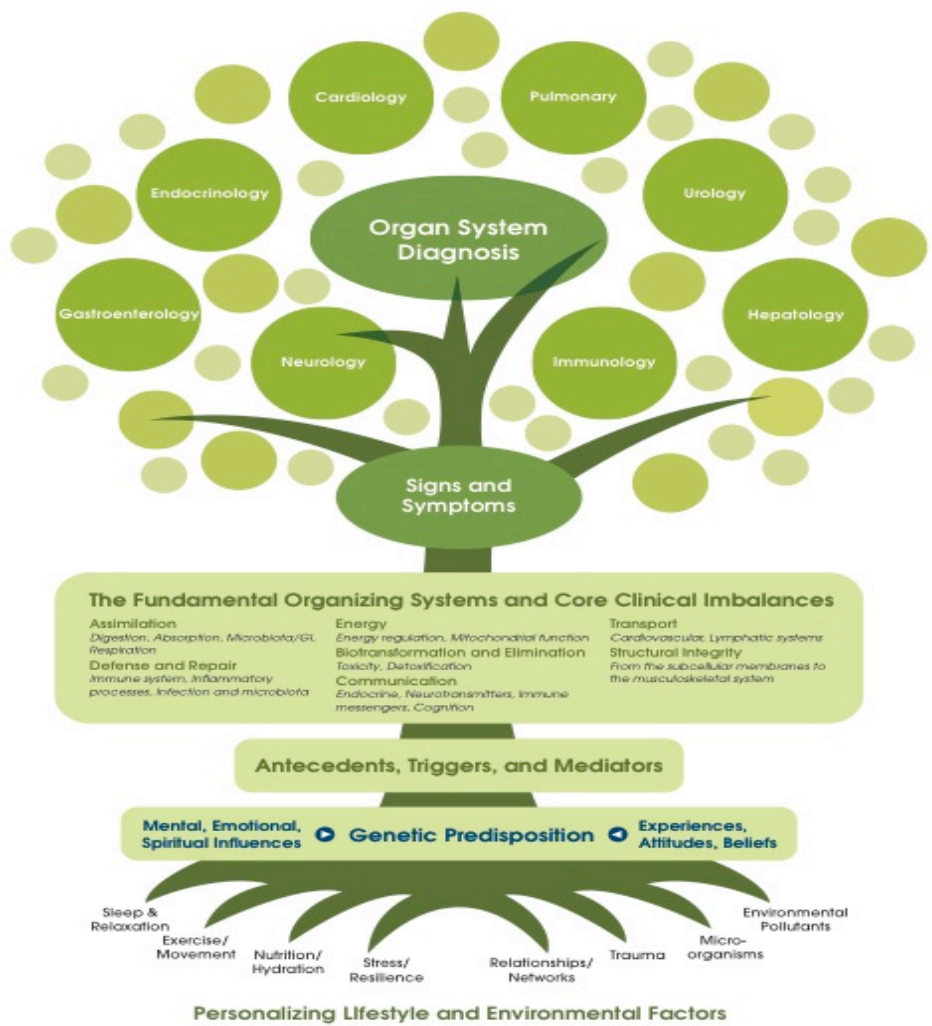 Cardiology
Pulmonary
Endocrinology
Urology
Organ System
Diagnosis
Gastroenterology
Hepatology
Neurology
Immunology
Signs and
Symptoms
The Fundamental Organizing Systems and Core Clinical Imbalances
Assimilation
Digestion, Absorption, Microbiota/GI,
Respiration
Defense and Repair
Immune system, Inflammatory
processes, Infection and microbiota
Energy
Energy regulation, Mitochondrial function
Biotransformation and Elimination
Toxicity, Detoxification
Communication
Endocrine, Neurotransmitters, Immune
messengers, Cognition
Transport
Cardiovascular, Lymphatic systems
Structural Integrity
From the subcellular membranes to
the musculoskeletal system
Antecedents, Triggers, and Mediators
Mental, Emotional,
Spiritual Influences
Genetic Predisposition
Experiences,
Attitudes, Beliefs
Sleep &
Relaxation
Exercise/
Movement
Nutrition/
Hydration
Stress/
Resilience
Relationships/
Networks
Trauma
Micro-
organisms
Environmental
Pollutants
Personalizing LIfestyle and Environmental Factors